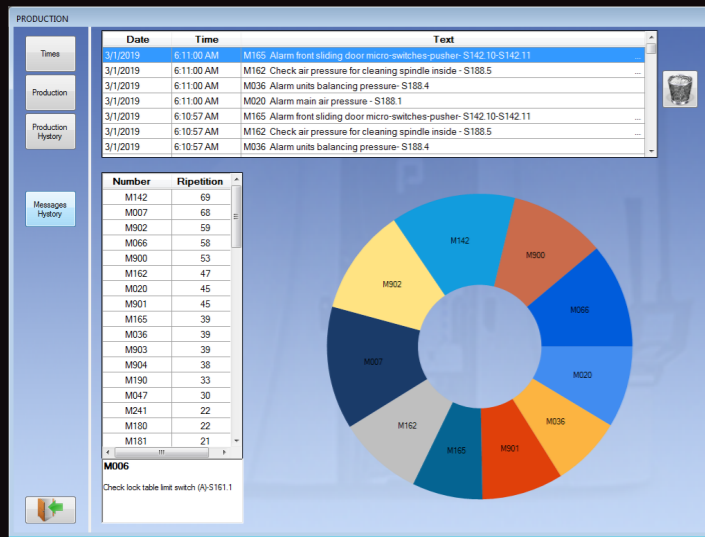 PRODUCTION
Times
Production
Production
Hystory
Messages
Hystory
Date Time Text
3/1/2019 6:11:00 AM M165 Alarm front sliding door micro-switches-pusher- S142.10-S142.11 ...
3/1/2019 6:11:00 AM M162 Check air pressure for cleaning spindle inside - S188.5 ...
3/1/2019 6:11:00 AM M036 Alarm units balancing pressure- S188.4
3/1/2019 6:11:00 AM M020 Alarm main air pressure - S188.1
3/1/2019 6:10:57 AM M165 Alarm front sliding door micro-switches-pusher- S142.10-S142.11 ...
3/1/2019 6:10:57 AM M162 Check air pressure for cleaning spindle inside - S188.5 ...
3/1/2019 6:10:57 AM M036 Alarm units balancing pressure- S188.4
Number Ripetition
M142 69
M007 68
M902 59
M066 58
M900 53
M162 47
M020 45
M901 45
M165 39
M036 39
M903 39
M904 38
M190 33
M047 30
M241 22
M180 22
M181 21
M006
Check lock table limit switch (A)-S161.1
M142
M900
M902
M066
M007
M020
M162
M036
M165
M901